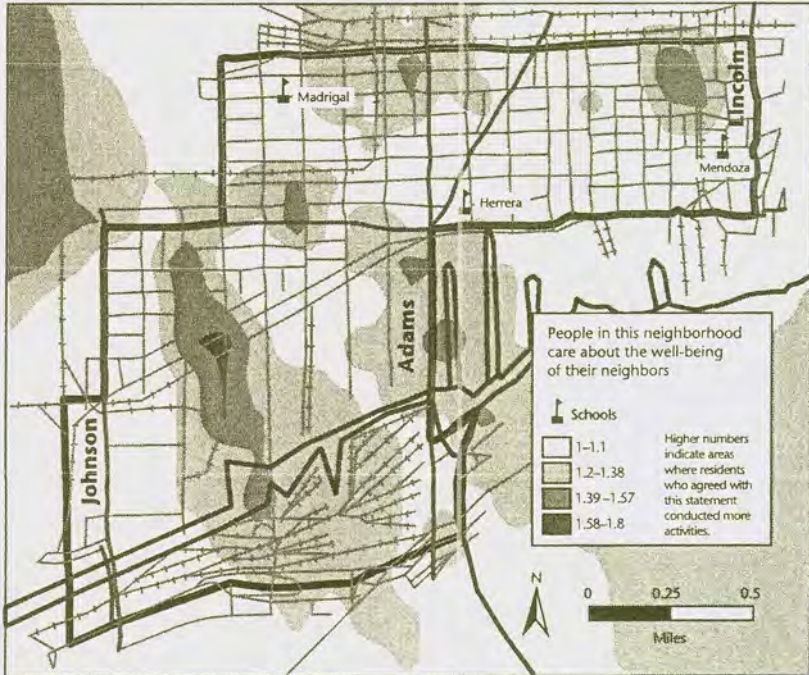 Madrigal
Lincoln
Mendoza
Herrera
Adams
Johnson
People in this neighborhood
care about the well-being
of their neighbors
Schools
1–1.1
1.2–1.38
1.39–1.57
1.58–1.8
Higher numbers
indicate areas
where residents
who agreed with
this statement
conducted more
activities.
N
0 0.25 0.5
Miles